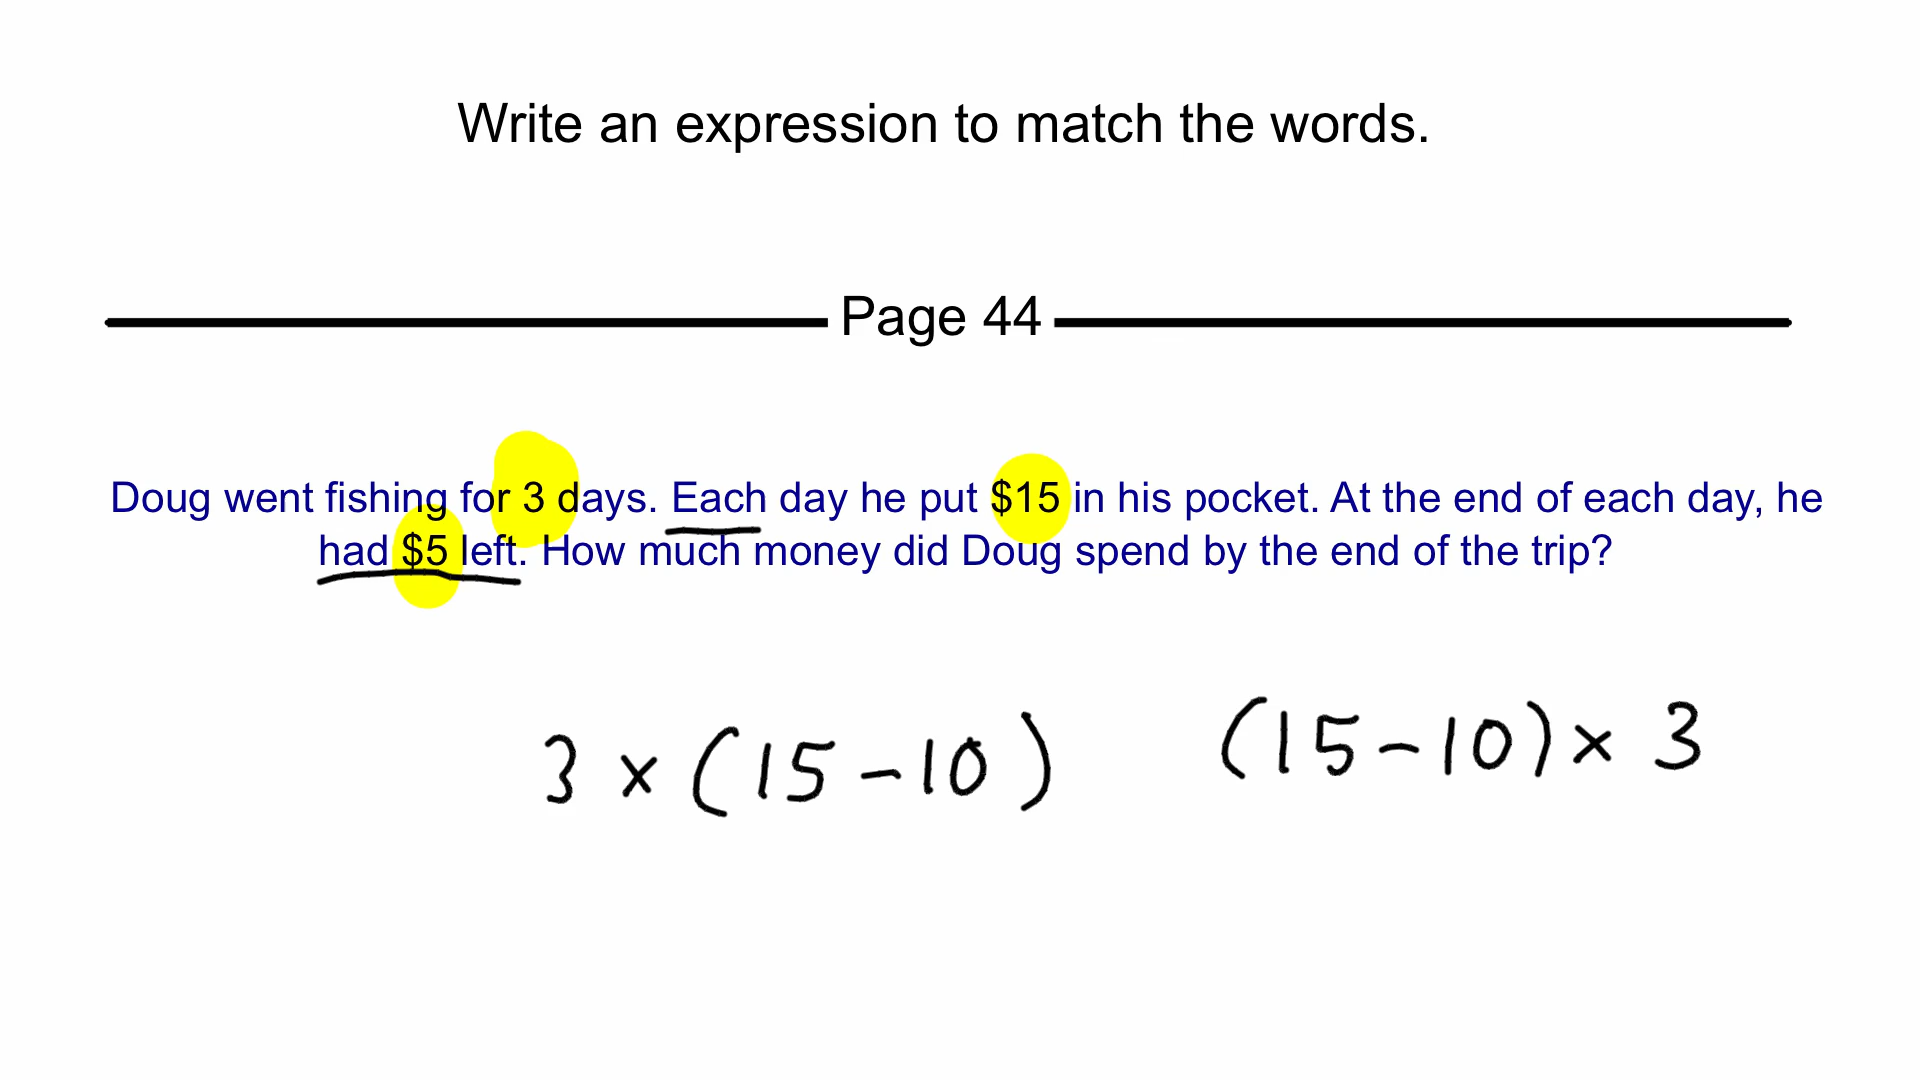 Write an expression to match the words.
Page 44
Doug went fishing for 3 days. Each day he put $15 in his pocket. At the end of each day, he
had $5 left. How much money did Doug spend by the end of the trip?
3 × (15 − 10)
(15 − 10) × 3